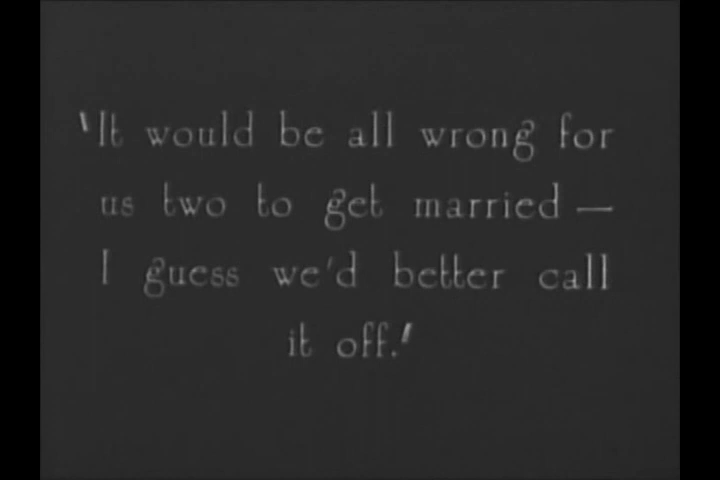 "It would be all wrong for
us two to get married —
I guess we'd better call
it off."